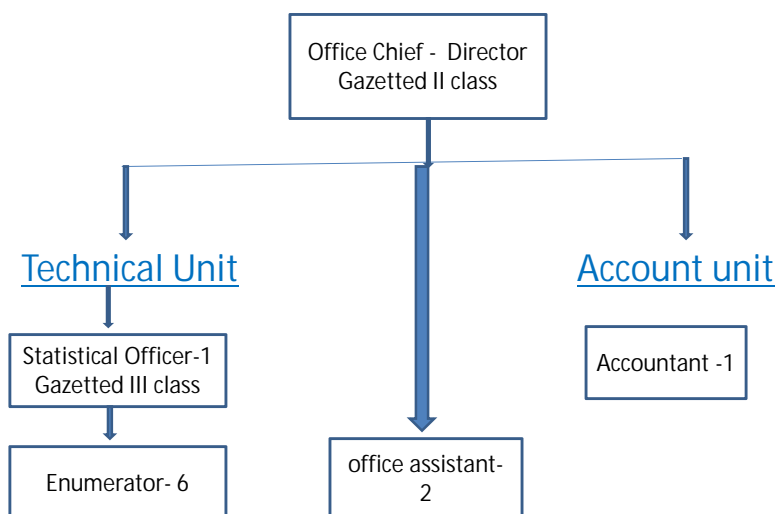 Office Chief - Director
Gazetted II class
Technical Unit
Account unit
Statistical Officer-1
Gazetted III class
Accountant -1
Enumerator- 6
office assistant-
2